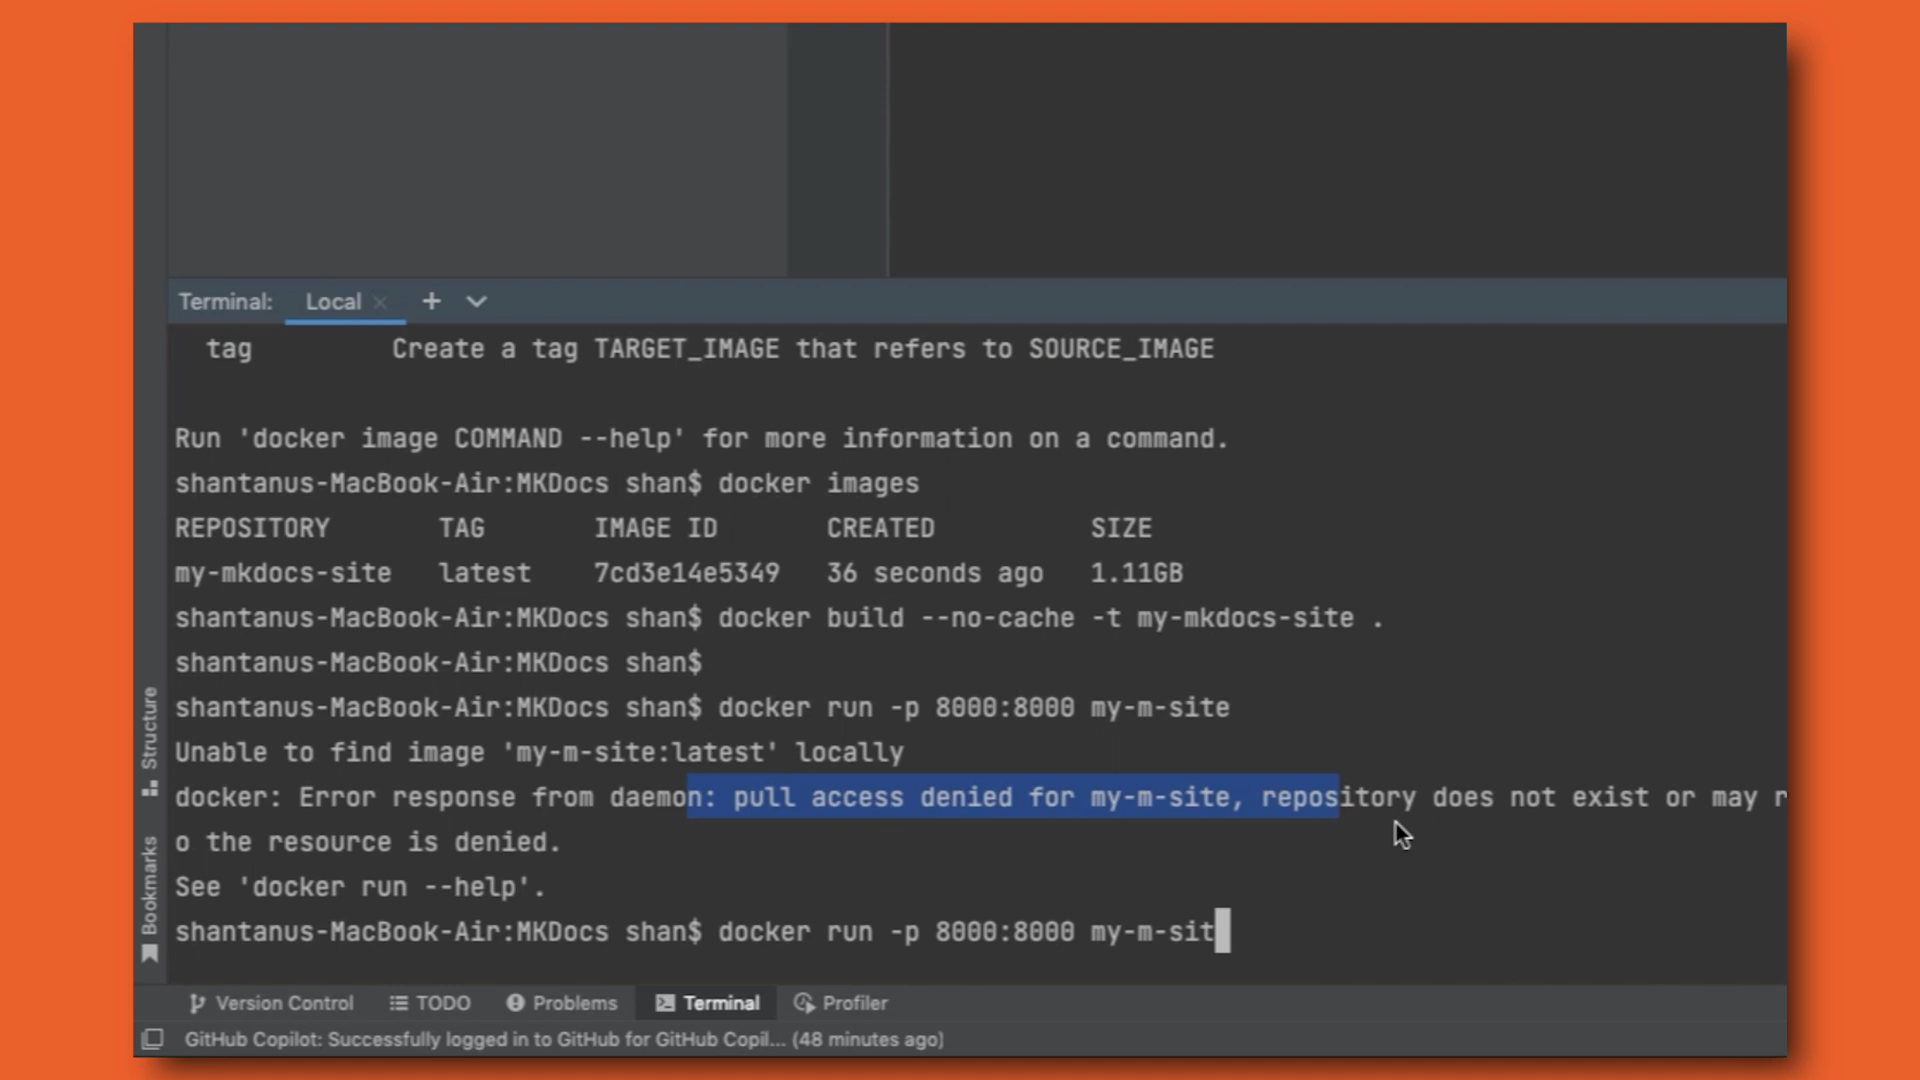 Terminal: Local
tag Create a tag TARGET_IMAGE that refers to SOURCE_IMAGE
Run 'docker image COMMAND --help' for more information on a command.
shantanus-MacBook-Air:MKDocs shan$ docker images
REPOSITORY TAG IMAGE ID CREATED SIZE
my-mkdocs-site latest 7cd3e14e5349 36 seconds ago 1.11GB
shantanus-MacBook-Air:MKDocs shan$ docker build --no-cache -t my-mkdocs-site .
shantanus-MacBook-Air:MKDocs shan$
shantanus-MacBook-Air:MKDocs shan$ docker run -p 8000:8000 my-m-site
Unable to find image 'my-m-site:latest' locally
docker: Error response from daemon: pull access denied for my-m-site, repository does not exist or may r
o the resource is denied.
See 'docker run --help'.
shantanus-MacBook-Air:MKDocs shan$ docker run -p 8000:8000 my-m-sit
Structure
Bookmarks
Version Control TODO Problems Terminal Profiler
GitHub Copilot: Successfully logged in to GitHub for GitHub Copil... (48 minutes ago)